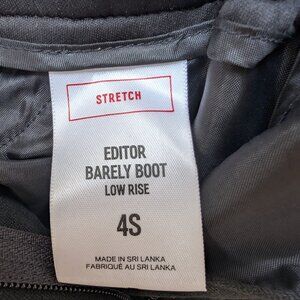 STRETCH
EDITOR
BARELY BOOT
LOW RISE
4S
MADE IN SRI LANKA
FABRIQUÉ AU SRI LANKA